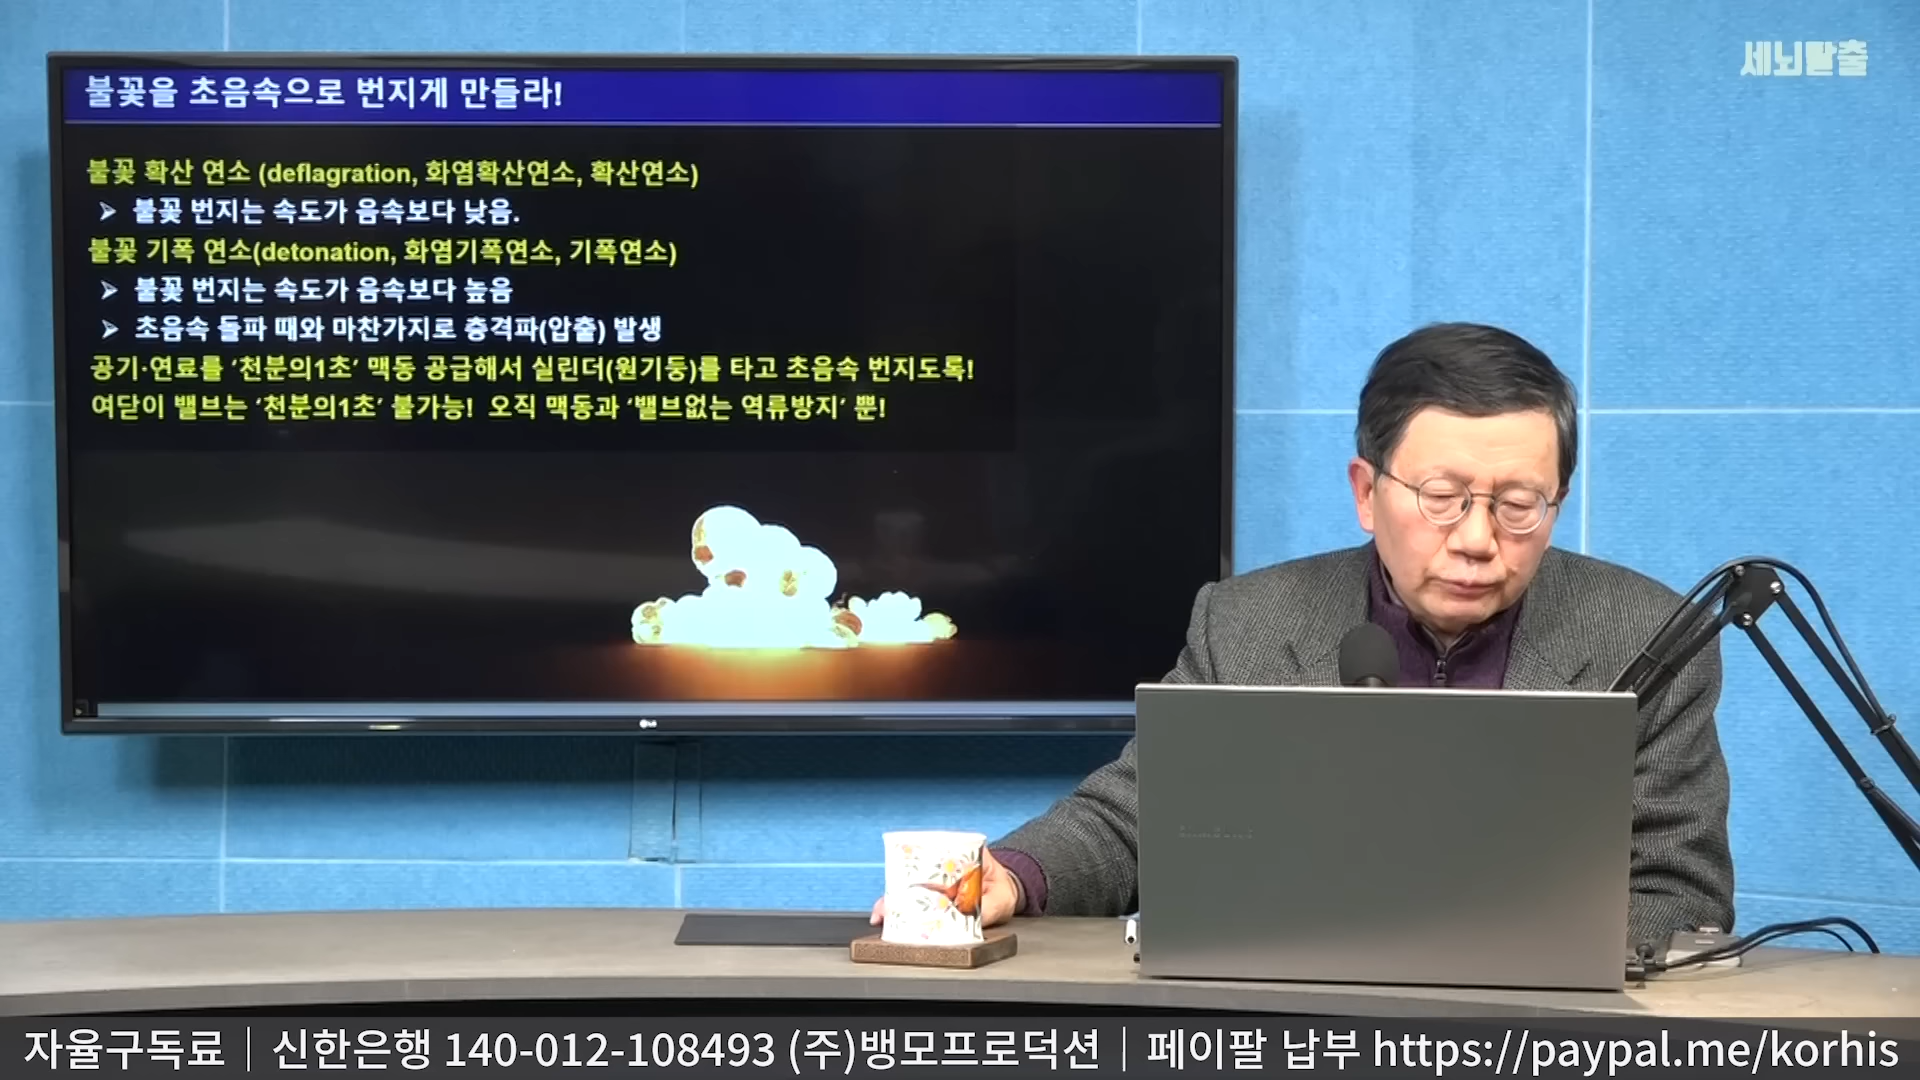 세뇌탈출
불꽃을 초음속으로 번지게 만들라!
불꽃 확산 연소 (deflagration, 화염확산연소, 확산연소)
➢ 불꽃 번지는 속도가 음속보다 낮음.
불꽃 기폭 연소(detonation, 화염기폭연소, 기폭연소)
➢ 불꽃 번지는 속도가 음속보다 높음
➢ 초음속 돌파 때와 마찬가지로 충격파(압출) 발생
공기·연료를 ‘천분의1초’ 맥동 공급해서 실린더(원기둥)를 타고 초음속 번지도록!
여닫이 밸브는 ‘천분의1초’ 불가능! 오직 맥동과 ‘밸브없는 역류방지’ 뿐!
LG
SAMSUNG
자율구독료｜신한은행 140-012-108493 (주)뱅모프로덕션｜페이팔 납부 https://paypal.me/korhis